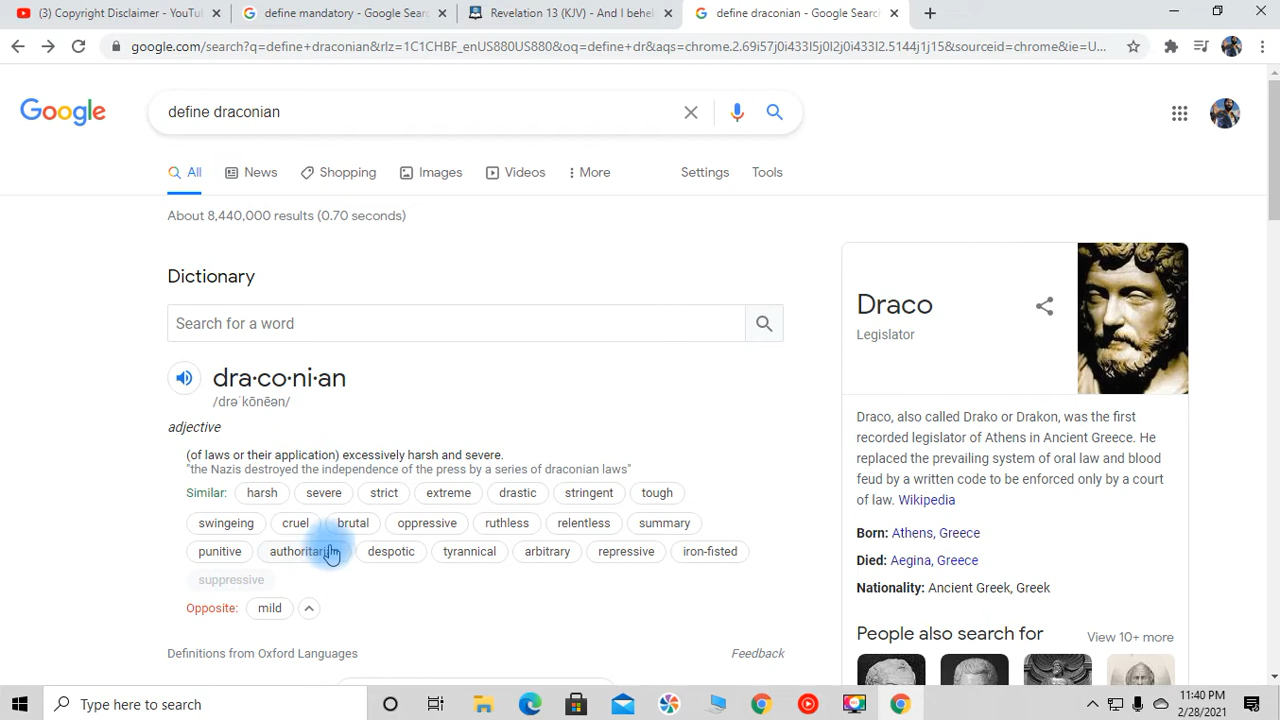 (3) Copyright Disclaimer - YouTu
define mandatory - Google Searc
Revelation 13 (KJV) - And I behel
define draconian - Google Searc
google.com/search?q=define+draconian&rlz=1C1CHBF_enUS880US880&oq=define+dr&aqs=chrome.2.69i57j0i433l5j0l2j0i433l2.5144j1j15&sourceid=chrome&ie=U...
Google
define draconian
All
News
Shopping
Images
Videos
More
Settings
Tools
About 8,440,000 results (0.70 seconds)
Dictionary
Search for a word
dra·co·ni·an
/drəˈkōnēən/
adjective
(of laws or their application) excessively harsh and severe.
"the Nazis destroyed the independence of the press by a series of draconian laws"
Similar: harsh severe strict extreme drastic stringent tough
swingeing cruel brutal oppressive ruthless relentless summary
punitive authoritarian despotic tyrannical arbitrary repressive iron-fisted
suppressive
Opposite: mild
Definitions from Oxford Languages
Feedback
Draco
Legislator
Draco, also called Drako or Drakon, was the first
recorded legislator of Athens in Ancient Greece. He
replaced the prevailing system of oral law and blood
feud by a written code to be enforced only by a court
of law. Wikipedia
Born: Athens, Greece
Died: Aegina, Greece
Nationality: Ancient Greek, Greek
People also search for
View 10+ more
Type here to search
11:40 PM
2/28/2021